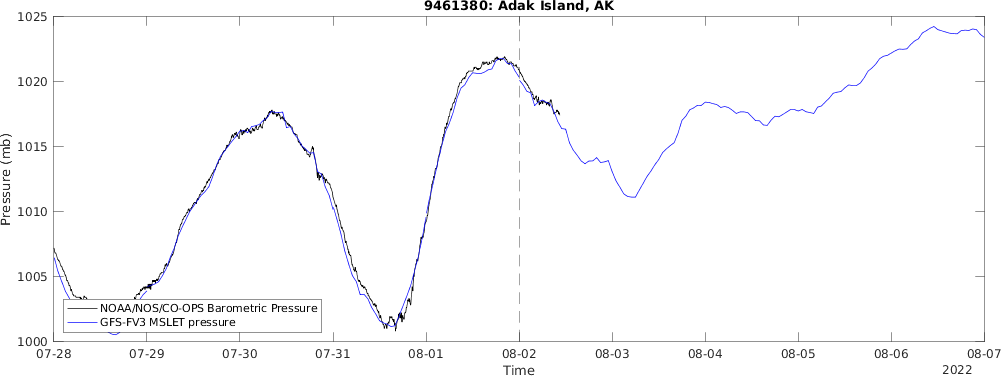 9461380: Adak Island, AK
Pressure (mb)
1025
1020
1015
1010
1005
1000
NOAA/NOS/CO-OPS Barometric Pressure
GFS-FV3 MSLET pressure
07-28 07-29 07-30 07-31 08-01 08-02 08-03 08-04 08-05 08-06 08-07
Time
2022